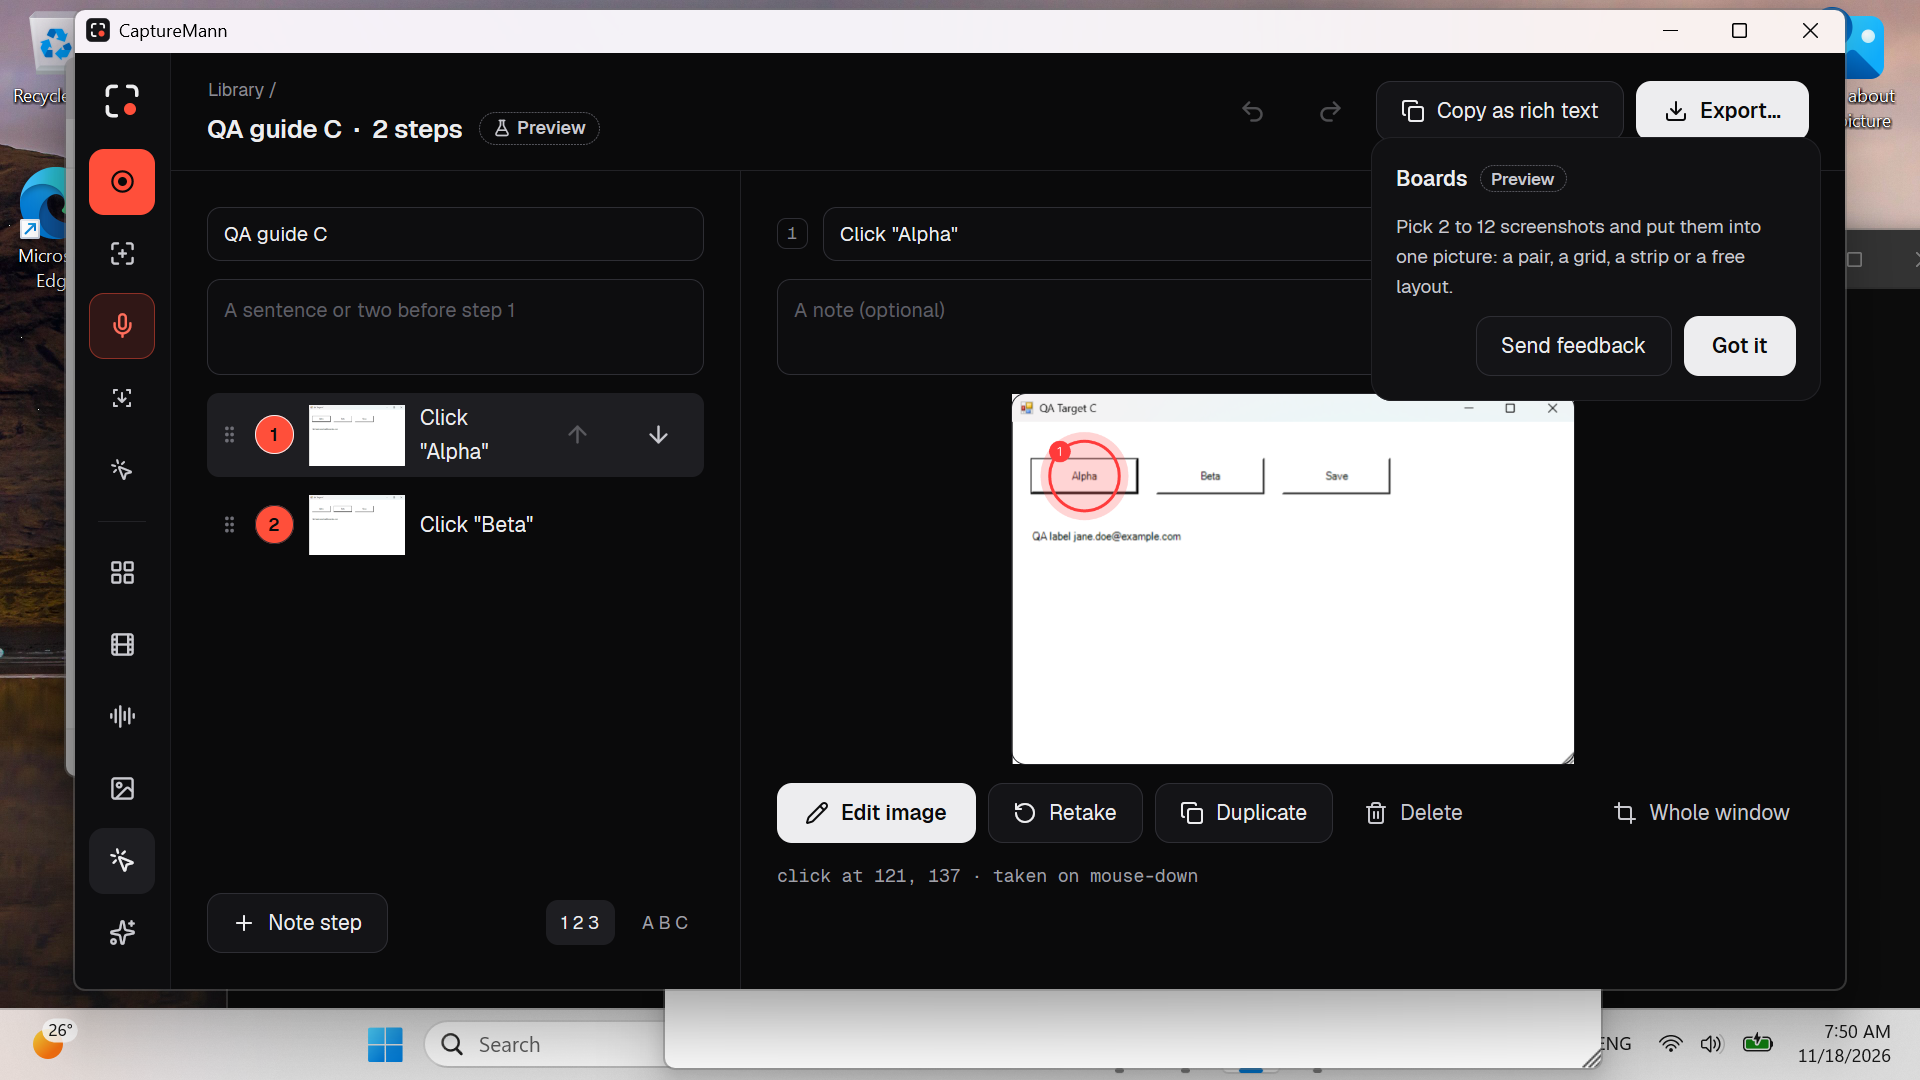 CaptureMann
Recycle
Micros
Edg
about
icture
Library /
QA guide C · 2 steps
Preview
Copy as rich text
Export...
Boards
Preview
Pick 2 to 12 screenshots and put them into
one picture: a pair, a grid, a strip or a free
layout.
Send feedback
Got it
QA guide C
A sentence or two before step 1
1
Click
"Alpha"
2
Click "Beta"
Note step
1 2 3
A B C
1
Click "Alpha"
A note (optional)
QA Target C
1
Alpha
Beta
Save
QA label jane.doe@example.com
Edit image
Retake
Duplicate
Delete
Whole window
click at 121, 137 · taken on mouse-down
26°
Search
ENG
7:50 AM
11/18/2026